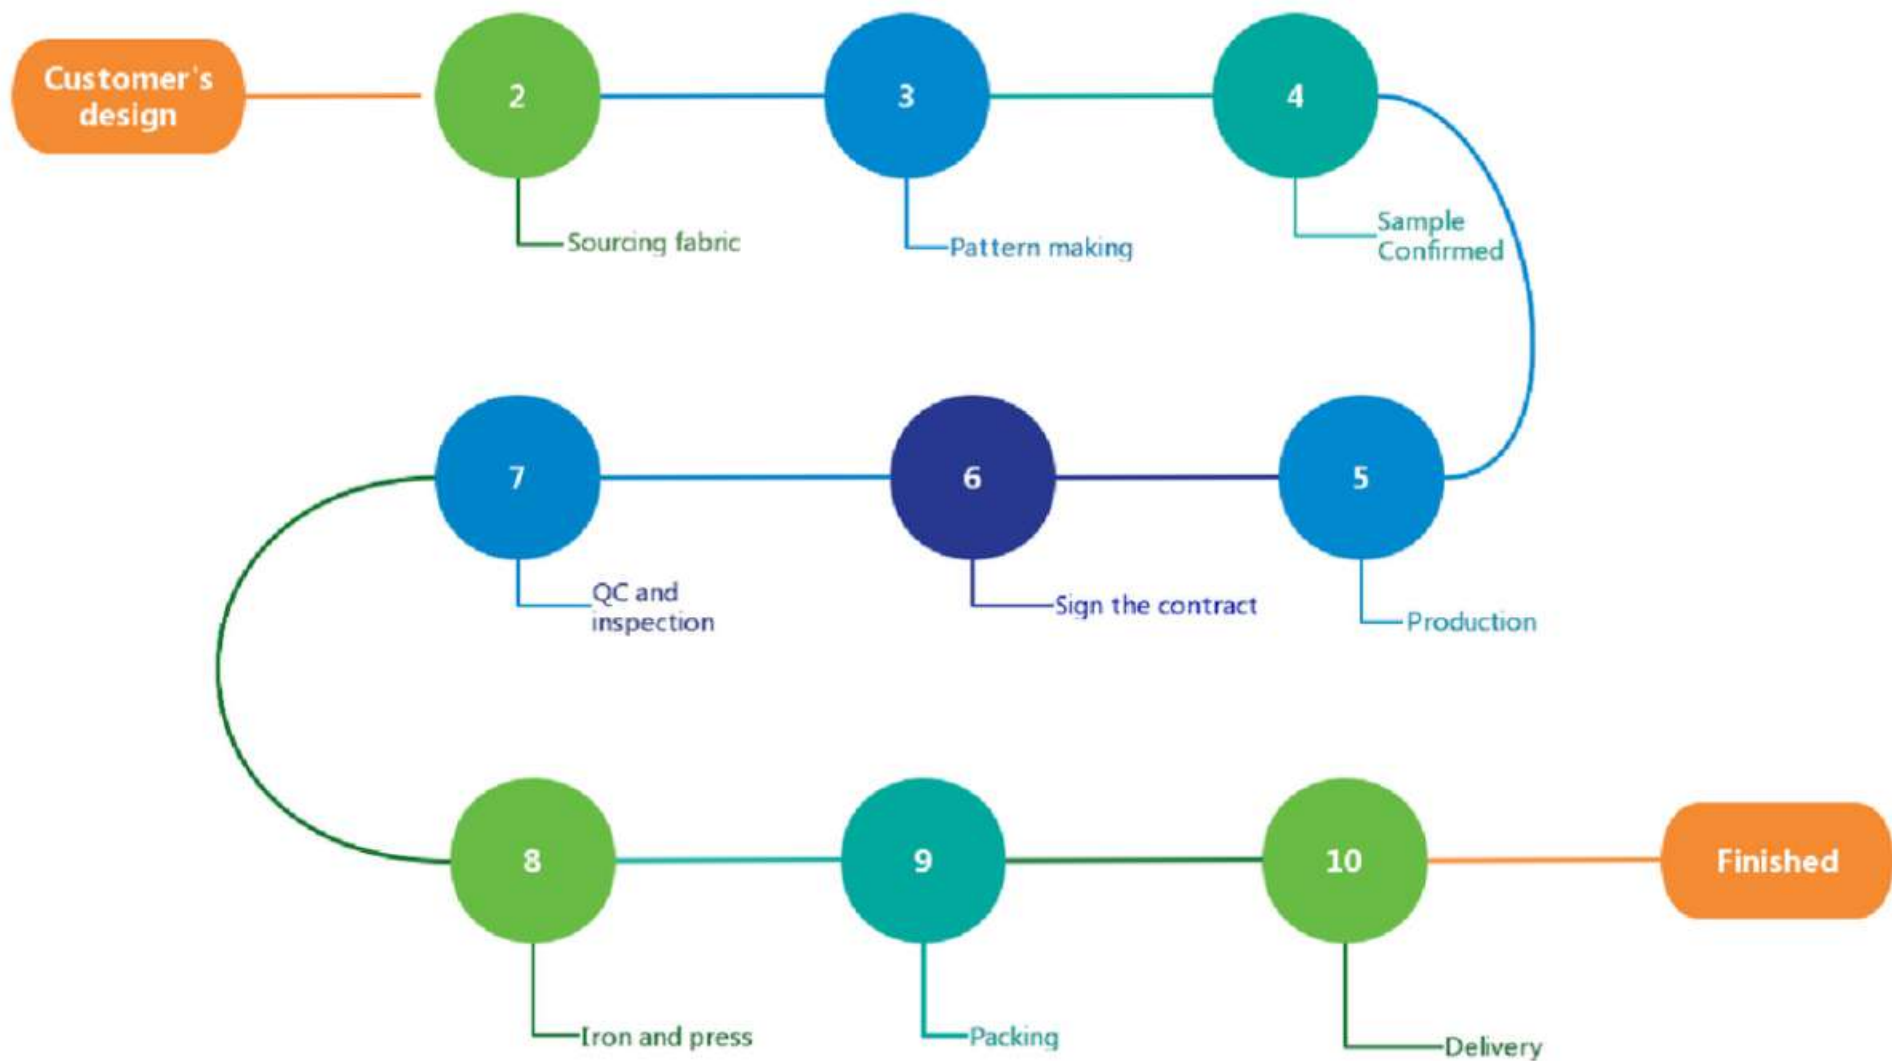 Customer's
design
2
3
4
Sourcing fabric
Pattern making
Sample
Confirmed
7
6
5
QC and
inspection
Sign the contract
Production
8
9
10
Finished
Iron and press
Packing
Delivery